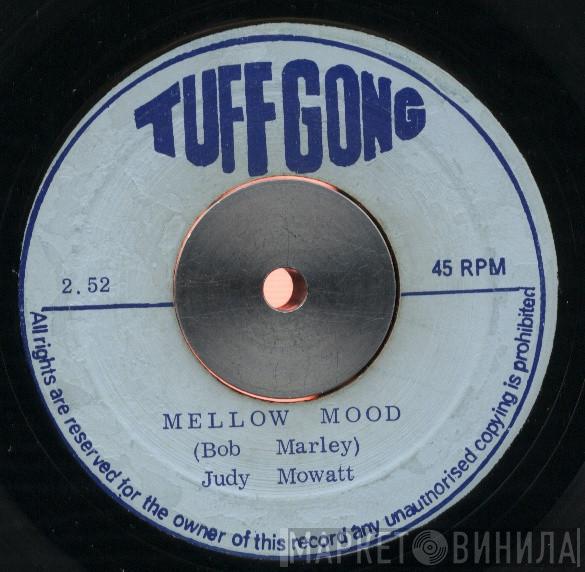 TUFF GONG
2.52
45 RPM
MELLOW MOOD
(Bob Marley)
Judy Mowatt
All rights are reserved for the owner of this record any unauthorised copying is prohibited
МАРКЕТ ВИНИЛА